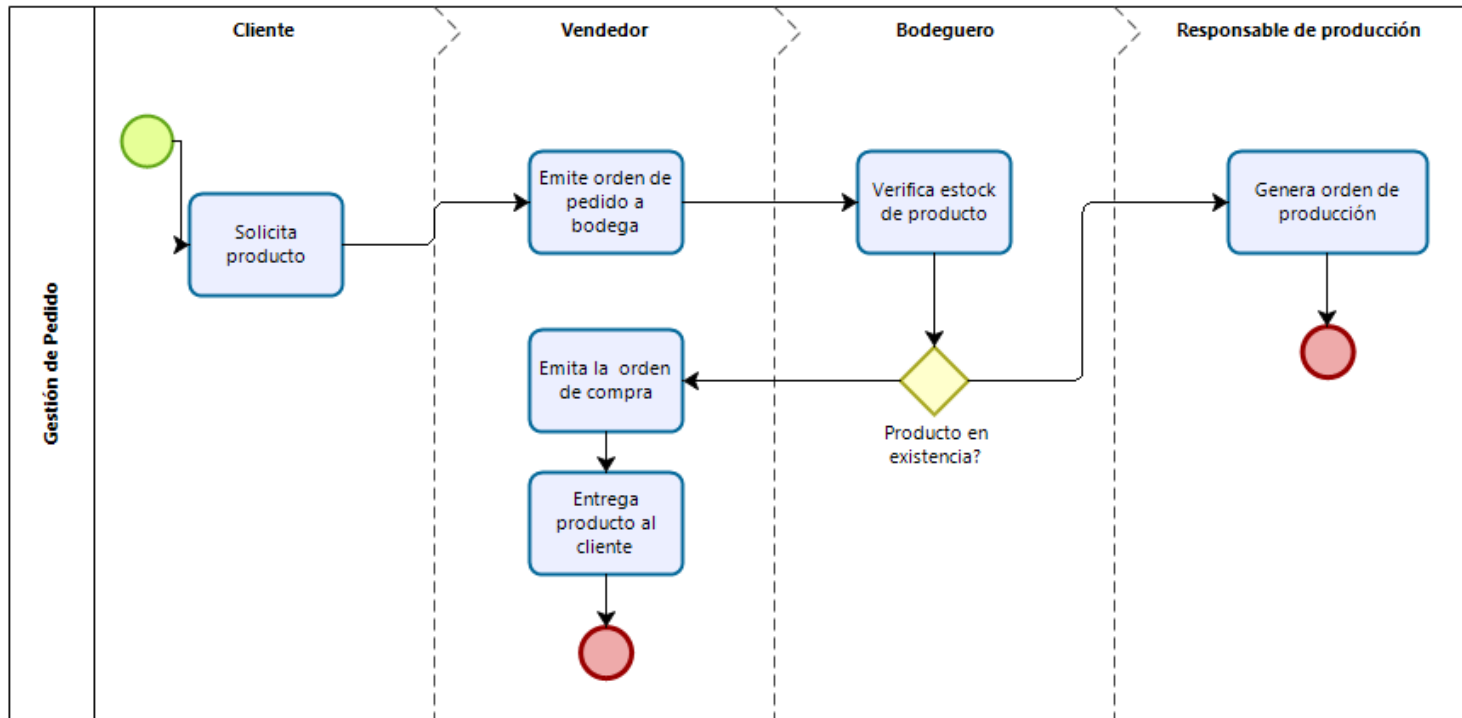 Gestión de Pedido
Cliente
Vendedor
Bodeguero
Responsable de producción
Solicita
producto
Emite orden de
pedido a
bodega
Verifica estock
de producto
Genera orden de
producción
Emita la  orden
de compra
Producto en
existencia?
Entrega
producto al
cliente